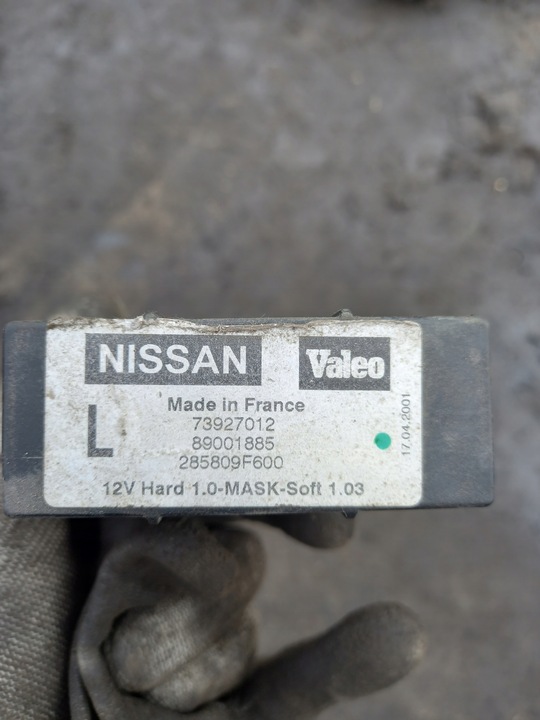 NISSAN Valeo
Made in France
73927012
L
89001885
285809F600
12V Hard 1.0-MASK-Soft 1.03
17.04.2001